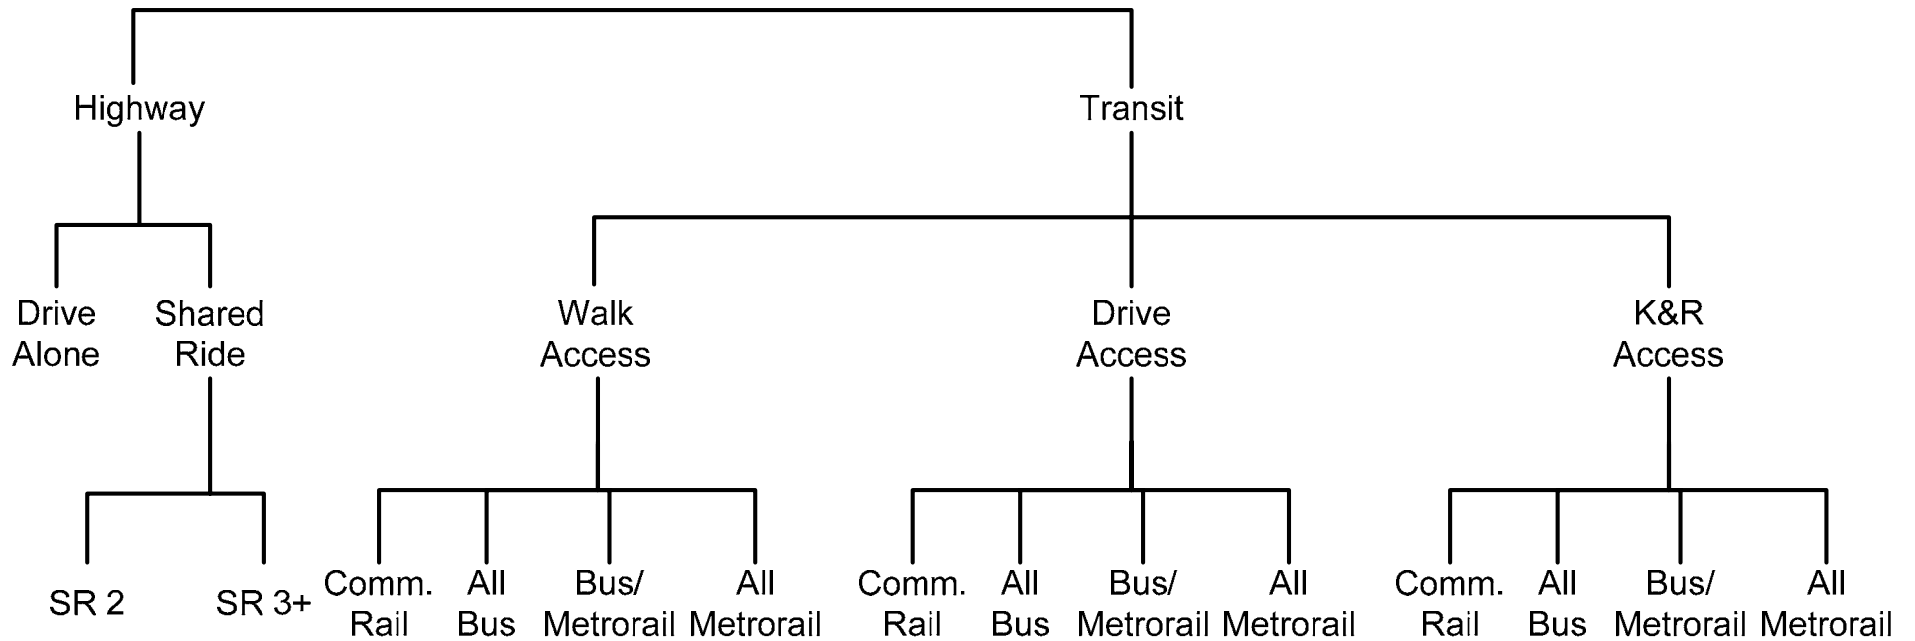 Highway
Transit
Drive
Alone
Shared
Ride
Walk
Access
Drive
Access
K&R
Access
SR 2
SR 3+
Comm.
Rail
All
Bus
Bus/
Metrorail
All
Metrorail
Comm.
Rail
All
Bus
Bus/
Metrorail
All
Metrorail
Comm.
Rail
All
Bus
Bus/
Metrorail
All
Metrorail